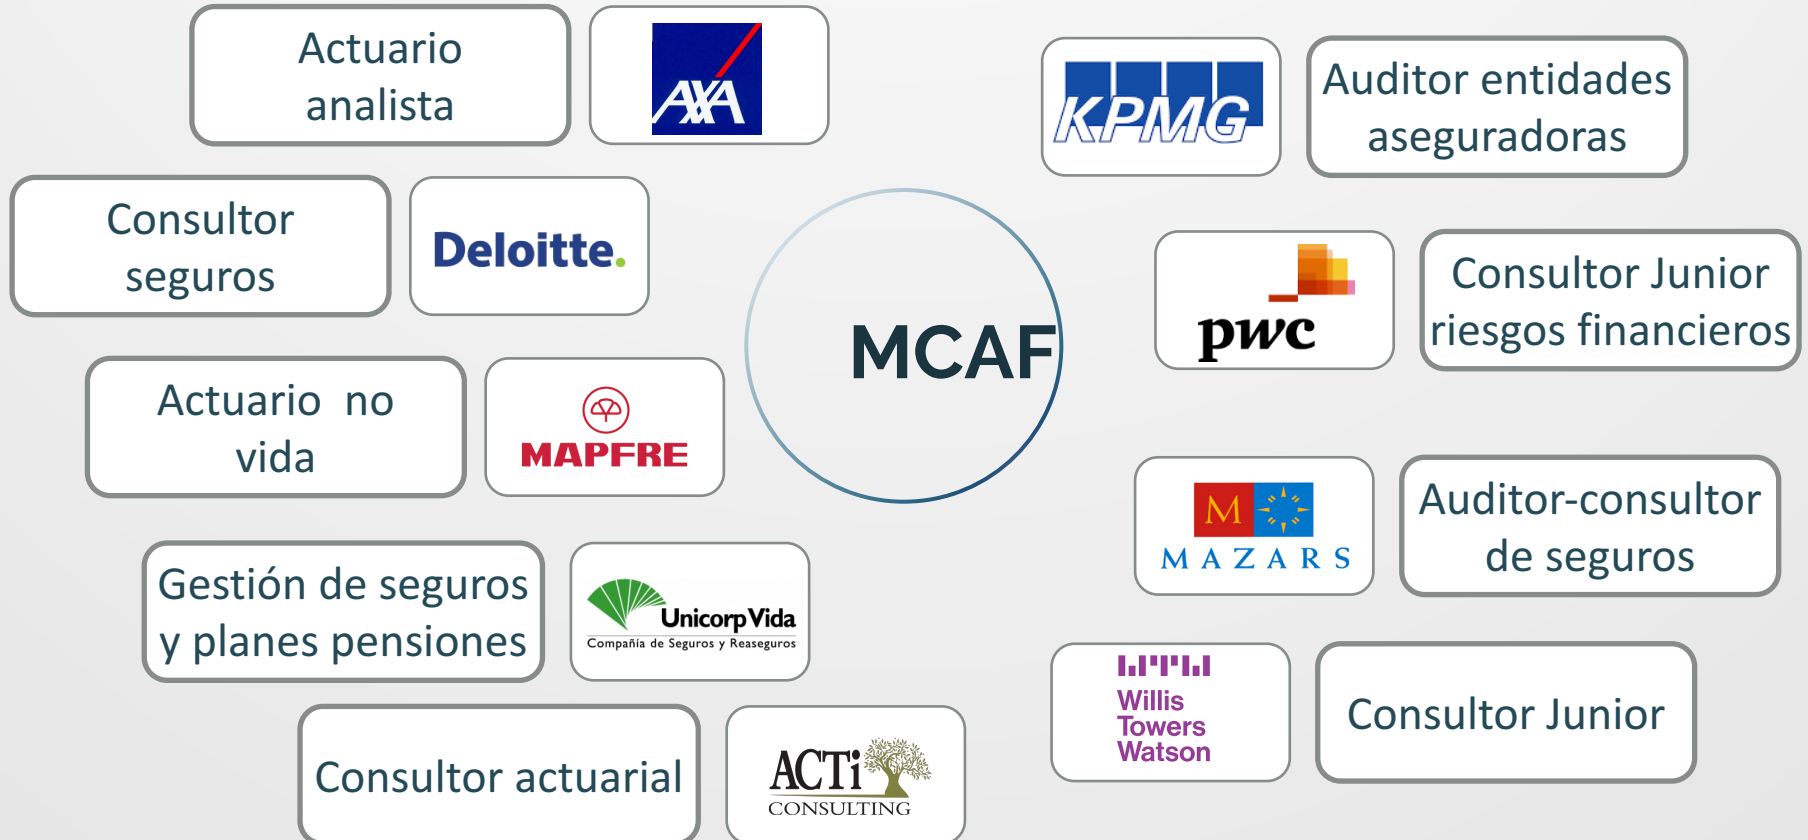 Actuario
analista
AXA
Consultor
seguros
Deloitte.
Actuario no
vida
MAPFRE
Gestión de seguros
y planes pensiones
Unicorp Vida
Compañía de Seguros y Reaseguros
Consultor actuarial
ACTi
CONSULTING
MCAF
KPMG
Auditor entidades
aseguradoras
pwc
Consultor Junior
riesgos financieros
M
MAZARS
Auditor-consultor
de seguros
Willis
Towers
Watson
Consultor Junior